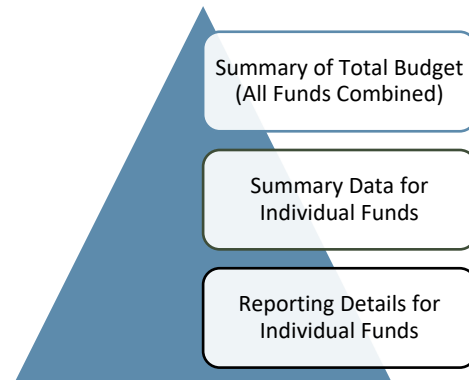 Summary of Total Budget
(All Funds Combined)
Summary Data for
Individual Funds
Reporting Details for
Individual Funds